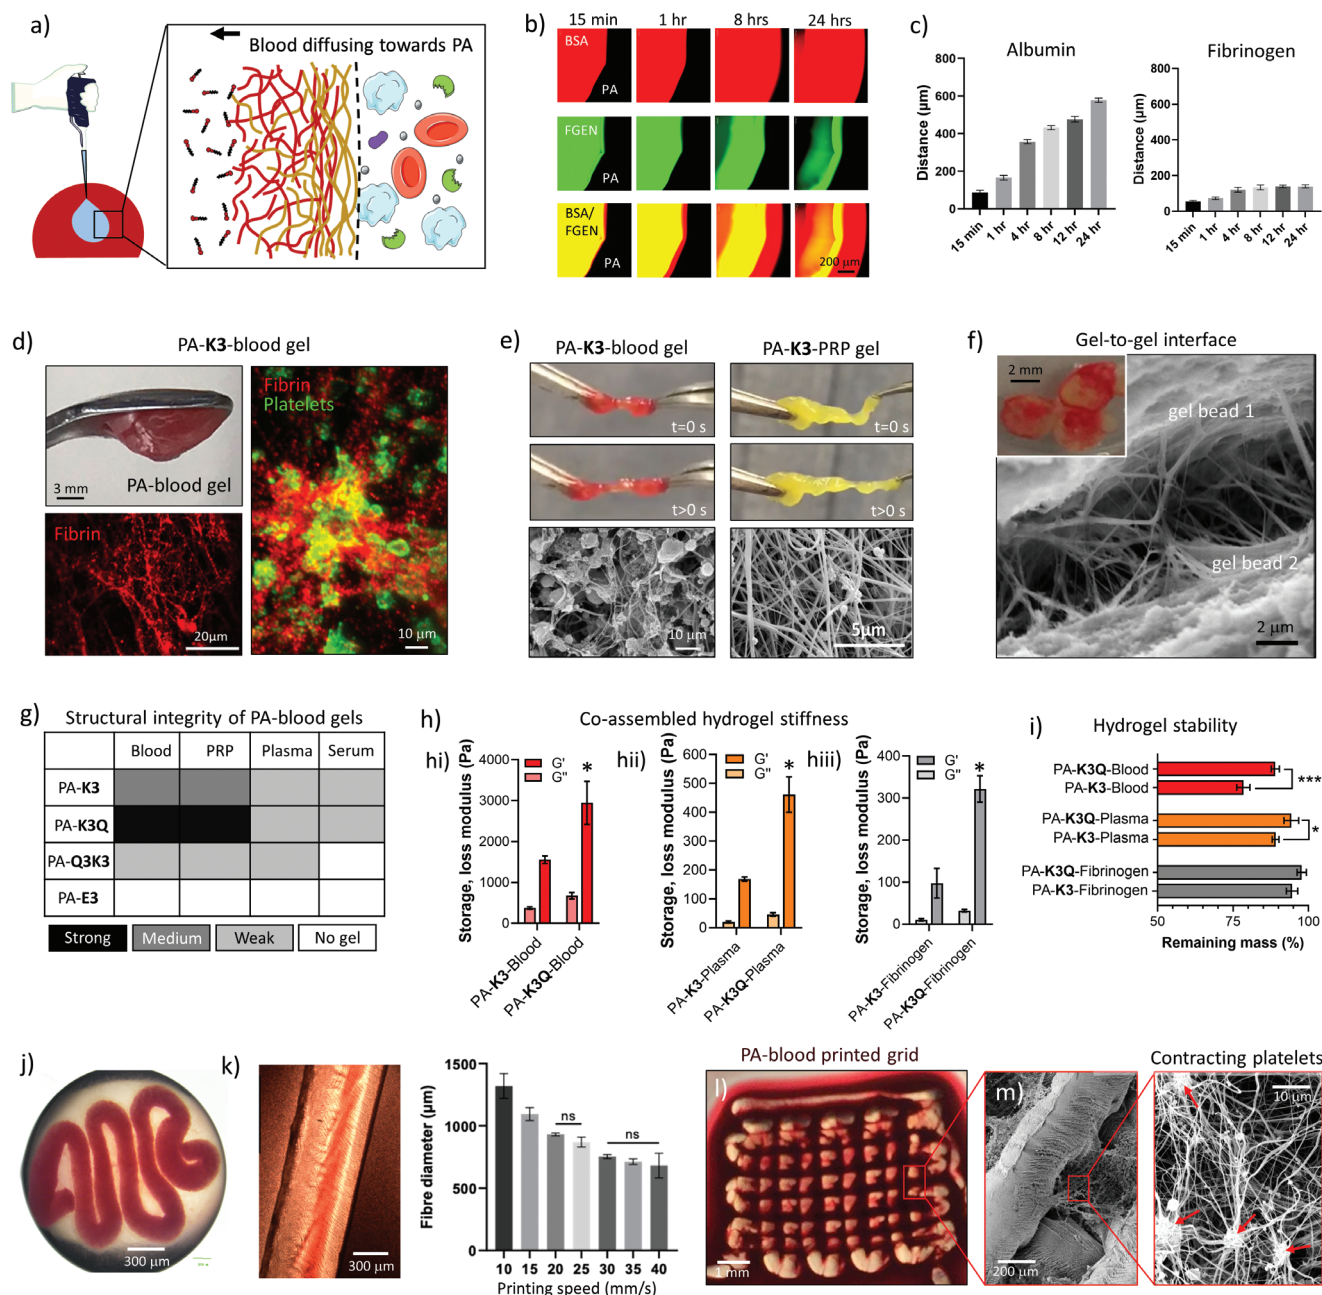 a)
Blood diffusing towards PA
b)
15 min
1 hr
8 hrs
24 hrs
BSA
PA
FGEN
PA
BSA/
FGEN
PA
200 µm
c)
Albumin
Fibrinogen
Distance (µm)
800
600
400
200
0
15 min
1 hr
4 hr
8 hr
12 hr
24 hr
Distance (µm)
800
600
400
200
0
15 min
1 hr
4 hr
8 hr
12 hr
24 hr
d)
PA-K3-blood gel
3 mm
PA-blood gel
Fibrin
20µm
Fibrin
Platelets
10 µm
e)
PA-K3-blood gel
PA-K3-PRP gel
t=0 s
t=0 s
t>0 s
t>0 s
10 µm
5µm
f)
Gel-to-gel interface
2 mm
gel bead 1
gel bead 2
2 µm
g)
Structural integrity of PA-blood gels
Blood
PRP
Plasma
Serum
PA-K3
PA-K3Q
PA-Q3K3
PA-E3
Strong
Medium
Weak
No gel
h)
Co-assembled hydrogel stiffness
hi)
Storage, loss modulus (Pa)
4000
3000
2000
1000
0
G'
G"
*
PA-K3-Blood
PA-K3Q-Blood
hii)
Storage, loss modulus (Pa)
600
500
400
300
200
100
0
G'
G"
*
PA-K3-Plasma
PA-K3Q-Plasma
hiii)
Storage, loss modulus (Pa)
400
300
200
100
0
G'
G"
*
PA-K3-Fibrinogen
PA-K3Q-Fibrinogen
i)
Hydrogel stability
PA-K3Q-Blood
PA-K3-Blood
***
PA-K3Q-Plasma
PA-K3-Plasma
*
PA-K3Q-Fibrinogen
PA-K3-Fibrinogen
50
75
100
Remaining mass (%)
j)
300 µm
k)
300 µm
Fibre diameter (µm)
1500
1000
500
0
ns
ns
10 15 20 25 30 35 40
Printing speed (mm/s)
PA-blood printed grid
l)
1 mm
m)
200 µm
Contracting platelets
10 µm